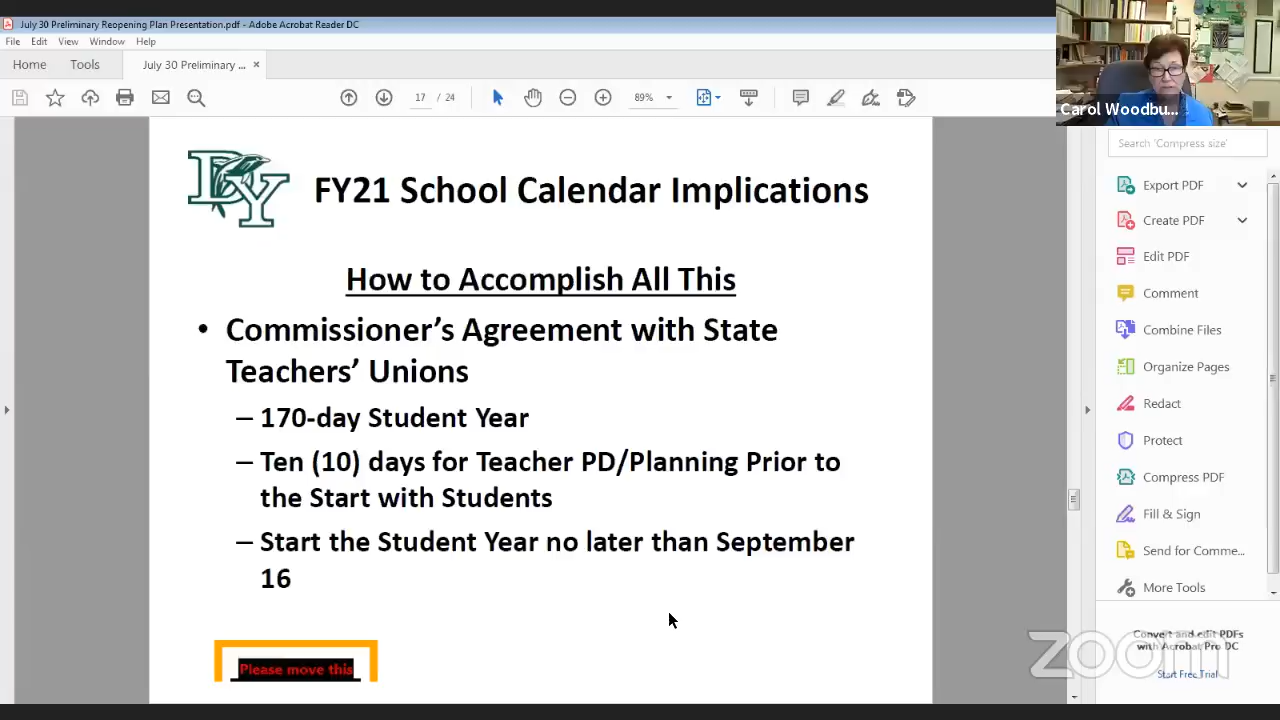 July 30 Preliminary Reopening Plan Presentation.pdf - Adobe Acrobat Reader DC
File Edit View Window Help
Home Tools July 30 Preliminary ... ×
17 / 24 89%
Carol Woodbu...
Search 'Compress size'
DY
FY21 School Calendar Implications
How to Accomplish All This
• Commissioner's Agreement with State
Teachers' Unions
– 170-day Student Year
– Ten (10) days for Teacher PD/Planning Prior to
the Start with Students
– Start the Student Year no later than September
16
Please move this
Export PDF
Create PDF
Edit PDF
Comment
Combine Files
Organize Pages
Redact
Protect
Compress PDF
Fill & Sign
Send for Comme...
More Tools
Convert and edit PDFs
with Acrobat Pro DC
Start Free Trial
zoom